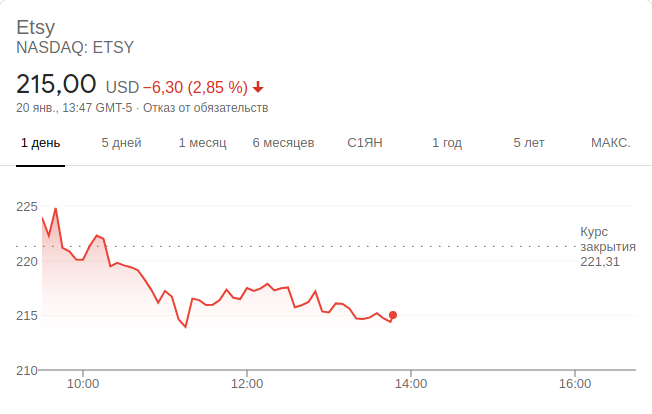 Etsy
NASDAQ: ETSY
215,00 USD −6,30 (2,85 %)
20 янв., 13:47 GMT-5 · Отказ от обязательств
1 день 5 дней 1 месяц 6 месяцев С1ЯН 1 год 5 лет МАКС.
225
Курс
закрытия
220
221,31
215
210
10:00 12:00 14:00 16:00